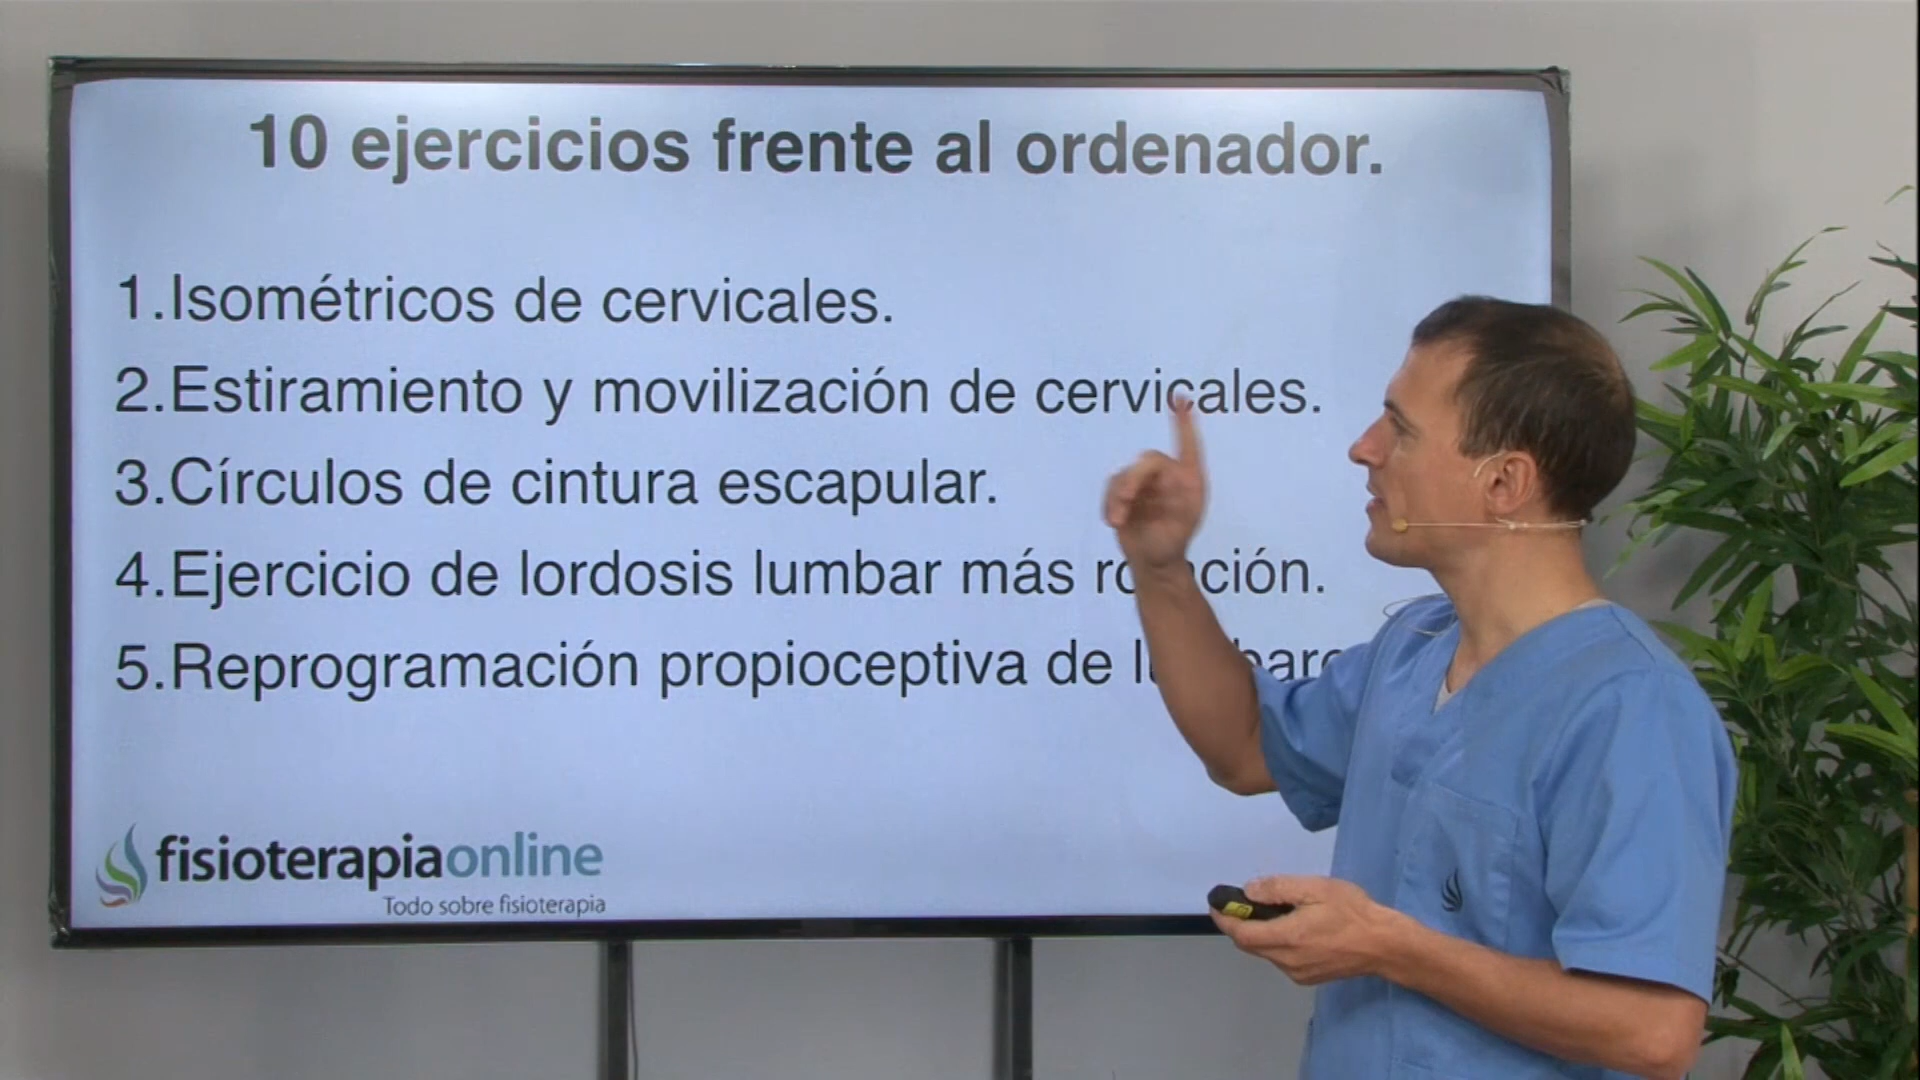 10 ejercicios frente al ordenador.
1.Isométricos de cervicales.
2.Estiramiento y movilización de cervicales.
3.Círculos de cintura escapular.
4.Ejercicio de lordosis lumbar más
5.Reprogramación propioceptiva de
fisioterapiaonline
Todo sobre fisioterapia